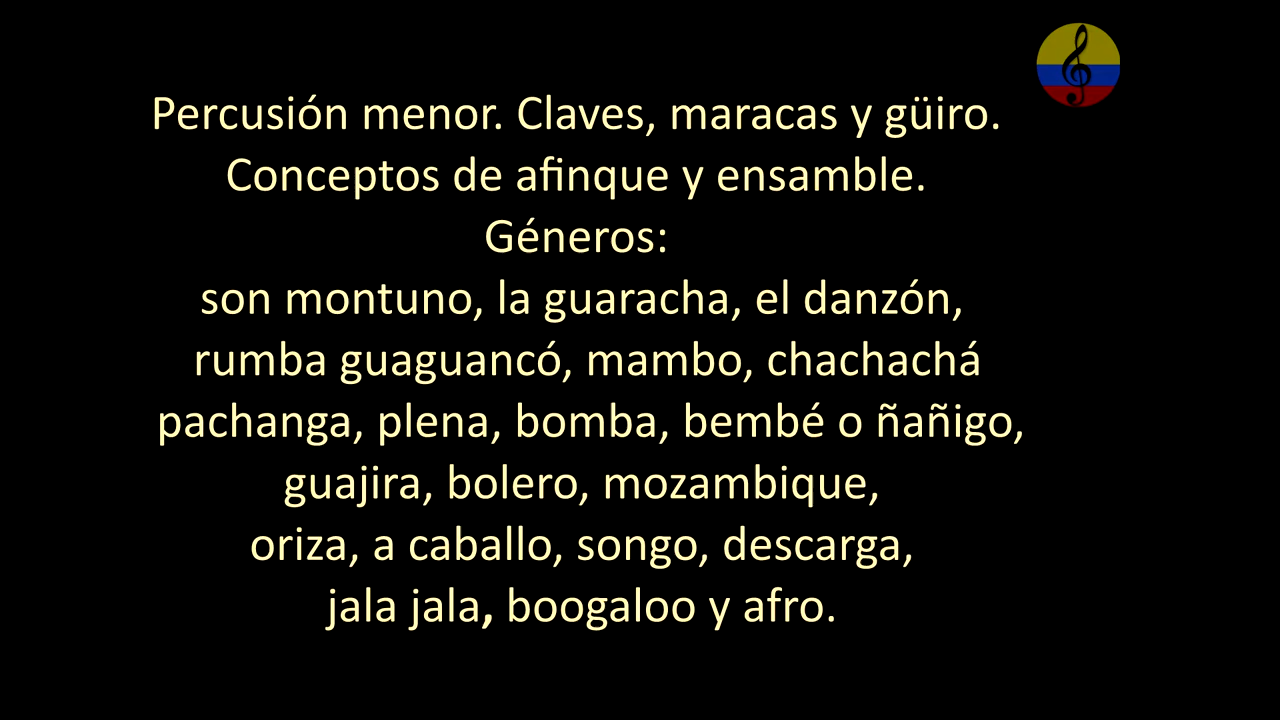 Percusión menor. Claves, maracas y güiro.
Conceptos de afinque y ensamble.
Géneros:
son montuno, la guaracha, el danzón,
rumba guaguancó, mambo, chachachá
pachanga, plena, bomba, bembé o ñañigo,
guajira, bolero, mozambique,
oriza, a caballo, songo, descarga,
jala jala, boogaloo y afro.